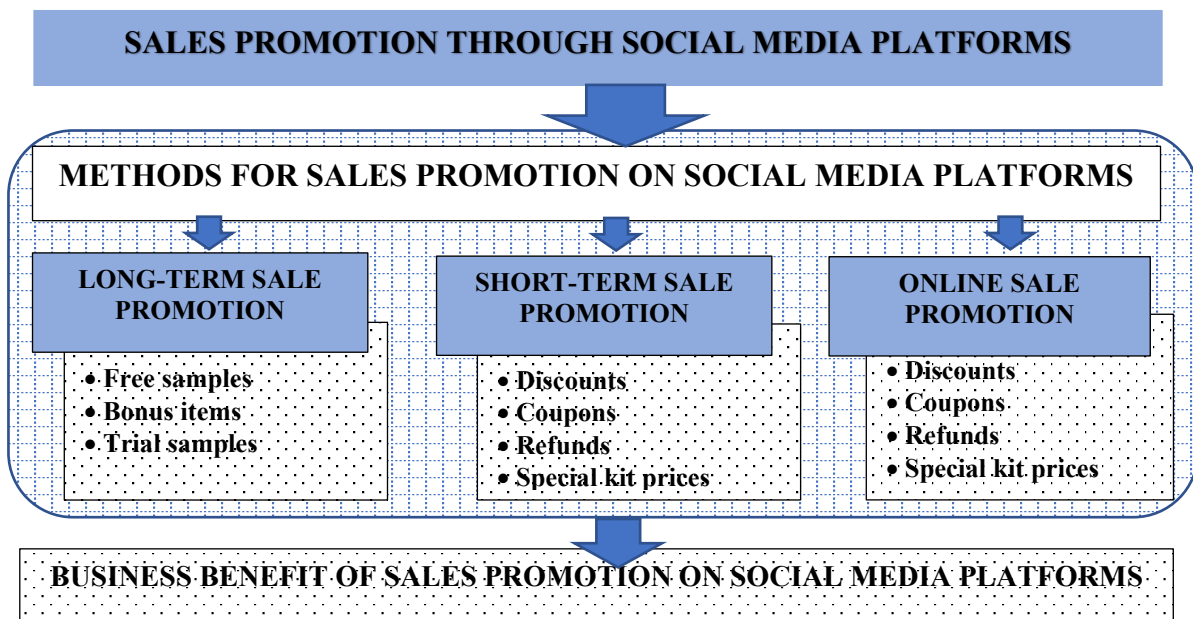 SALES PROMOTION THROUGH SOCIAL MEDIA PLATFORMS
METHODS FOR SALES PROMOTION ON SOCIAL MEDIA PLATFORMS
LONG-TERM SALE
PROMOTION
• Free samples
• Bonus items
• Trial samples
SHORT-TERM SALE
PROMOTION
• Discounts
• Coupons
• Refunds
• Special kit prices
ONLINE SALE
PROMOTION
• Discounts
• Coupons
• Refunds
• Special kit prices
BUSINESS BENEFIT OF SALES PROMOTION ON SOCIAL MEDIA PLATFORMS